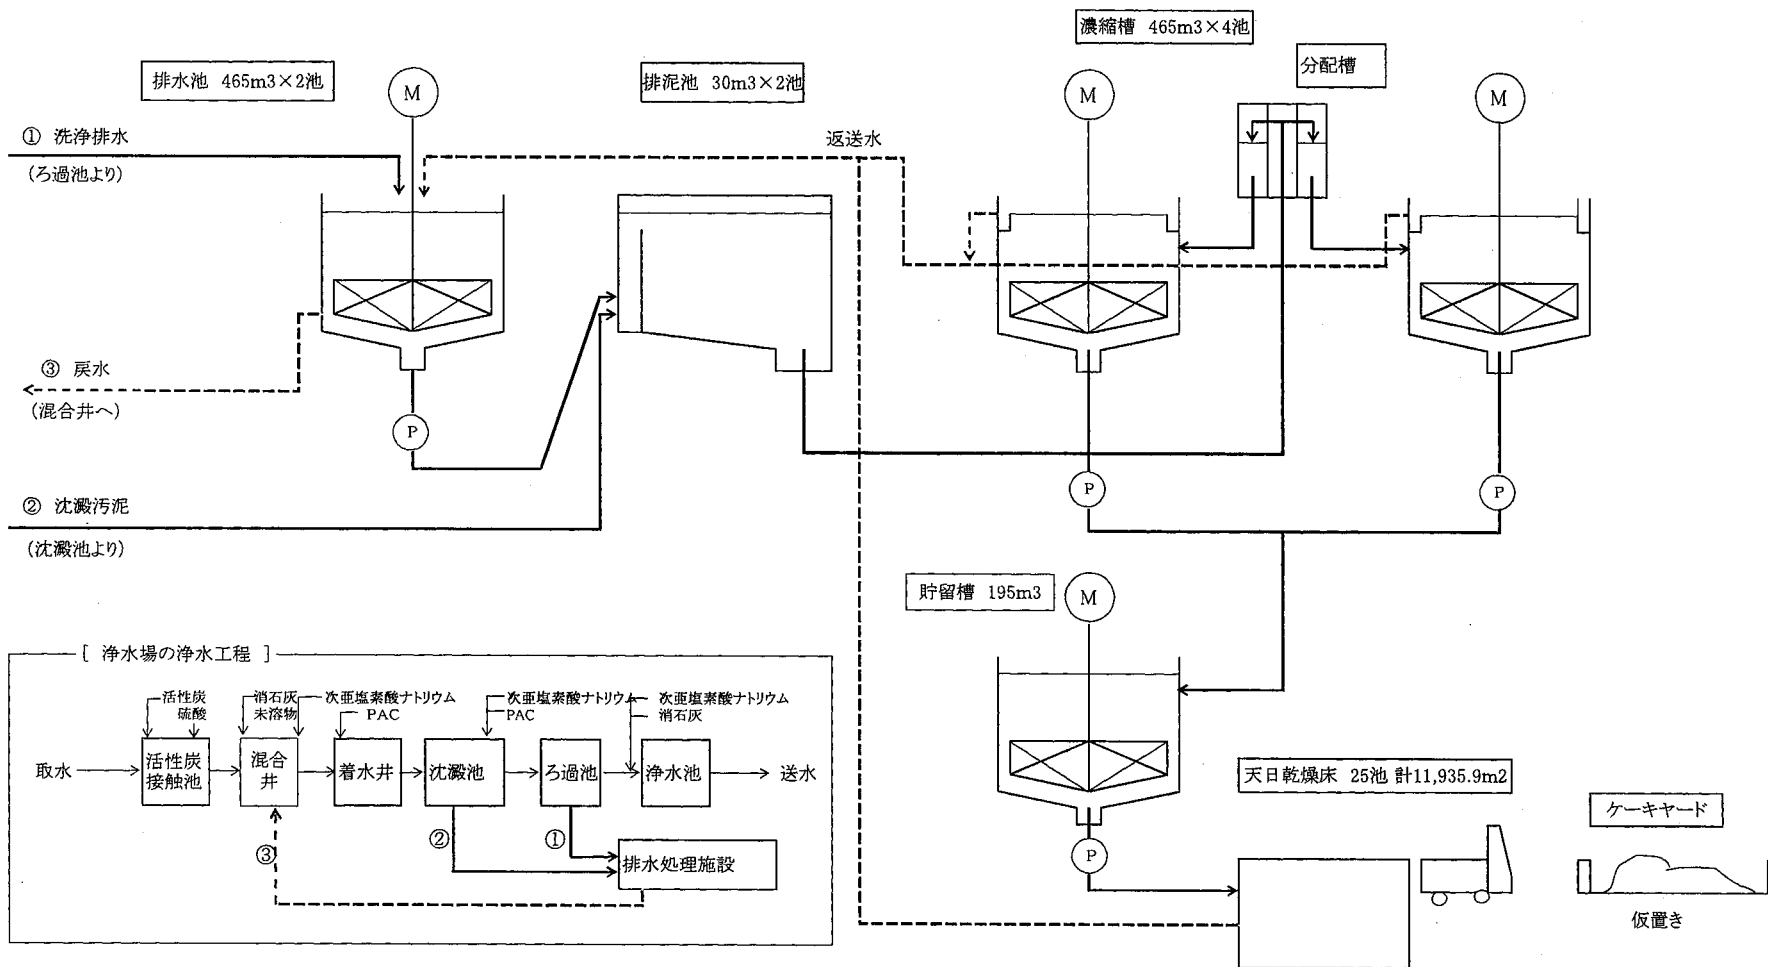 濃縮槽 465m3×4池
分配槽
排水池 465m3×2池
排泥池 30m3×2池
M
M
M
① 洗浄排水
(ろ過池より)
返送水
③ 戻水
(混合井へ)
P
P
P
② 沈澱汚泥
(沈澱池より)
貯留槽 195m3
M
[ 浄水場の浄水工程 ]
活性炭
硫酸
消石灰
未溶物
次亜塩素酸ナトリウム
PAC
次亜塩素酸ナトリウム
PAC
次亜塩素酸ナトリウム
消石灰
取水
活性炭
接触池
混合
井
着水井
沈澱池
ろ過池
浄水池
送水
③
②
①
排水処理施設
P
天日乾燥床 25池 計11,935.9m2
ケーキヤード
仮置き